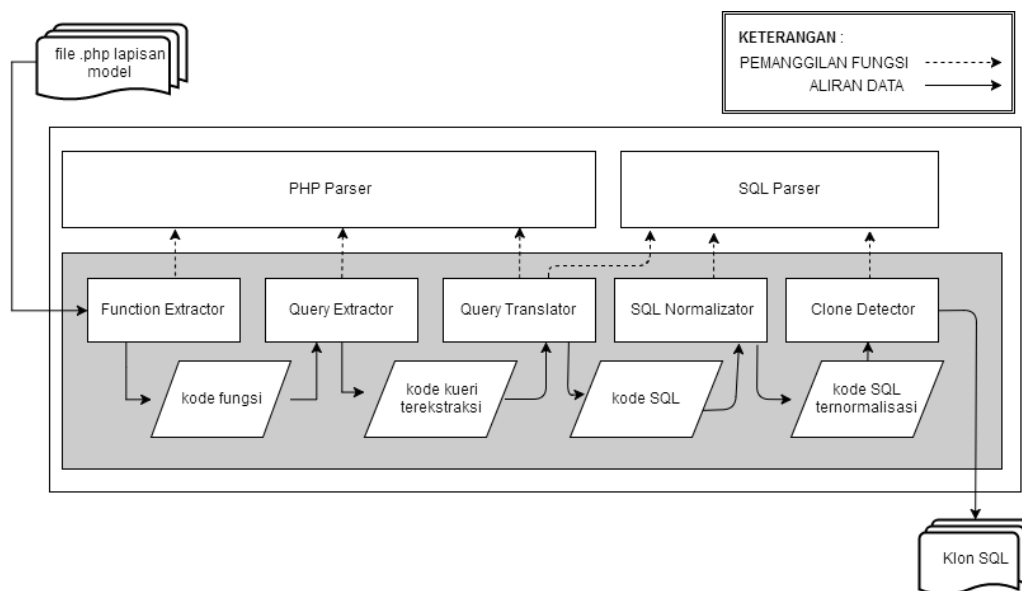 file .php lapisan
model
KETERANGAN :
PEMANGGILAN FUNGSI
ALIRAN DATA
PHP Parser
SQL Parser
Function Extractor
Query Extractor
Query Translator
SQL Normalizator
Clone Detector
kode fungsi
kode kueri
terekstraksi
kode SQL
kode SQL
ternormalisasi
Klon SQL